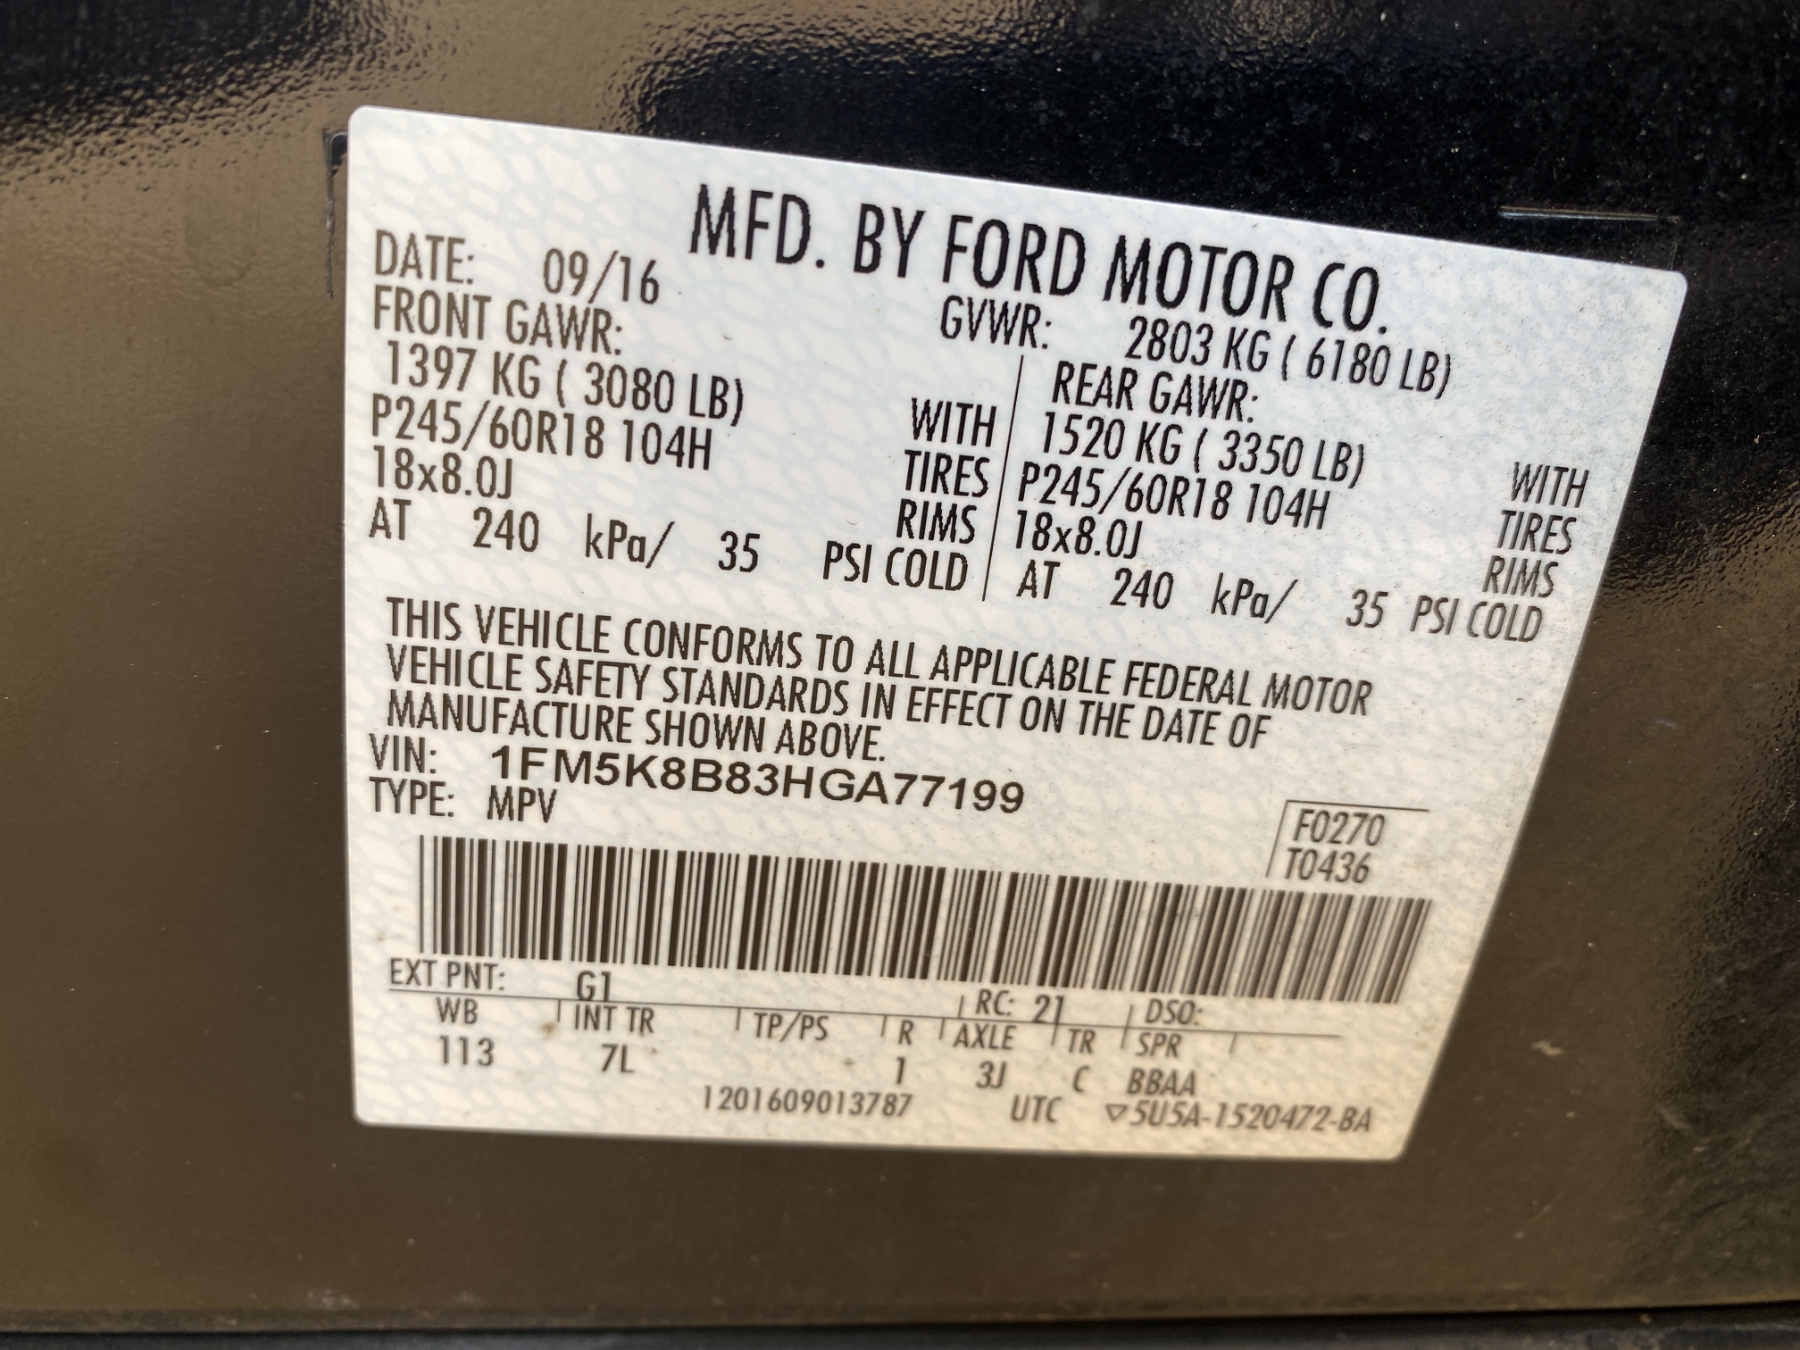 MFD. BY FORD MOTOR CO.
DATE: 09/16 GVWR: 2803 KG ( 6180 LB)
FRONT GAWR: REAR GAWR:
1397 KG ( 3080 LB) WITH 1520 KG ( 3350 LB) WITH
P245/60R18 104H TIRES P245/60R18 104H TIRES
18x8.0J RIMS 18x8.0J RIMS
AT 240 kPa/ 35 PSI COLD AT 240 kPa/ 35 PSI COLD
THIS VEHICLE CONFORMS TO ALL APPLICABLE FEDERAL MOTOR
VEHICLE SAFETY STANDARDS IN EFFECT ON THE DATE OF
MANUFACTURE SHOWN ABOVE.
VIN: 1FM5K8B83HGA77199
TYPE: MPV
F0270
T0436
EXT PNT: G1 RC: 21 DSO:
WB INT TR TP/PS R AXLE TR SPR
113 7L 1 3J C BBAA
1201609013787 UTC ▽5U5A-1520472-BA